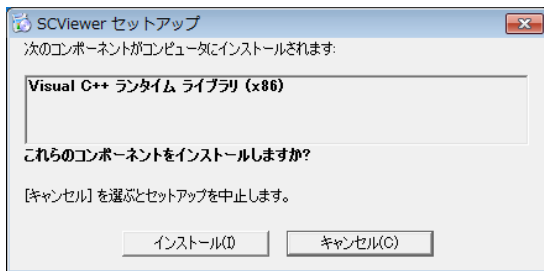 SCViewer セットアップ
次のコンポーネントがコンピュータにインストールされます:
Visual C++ ランタイム ライブラリ (x86)
これらのコンポーネントをインストールしますか?
[キャンセル] を選ぶとセットアップを中止します。
インストール(I) キャンセル(C)